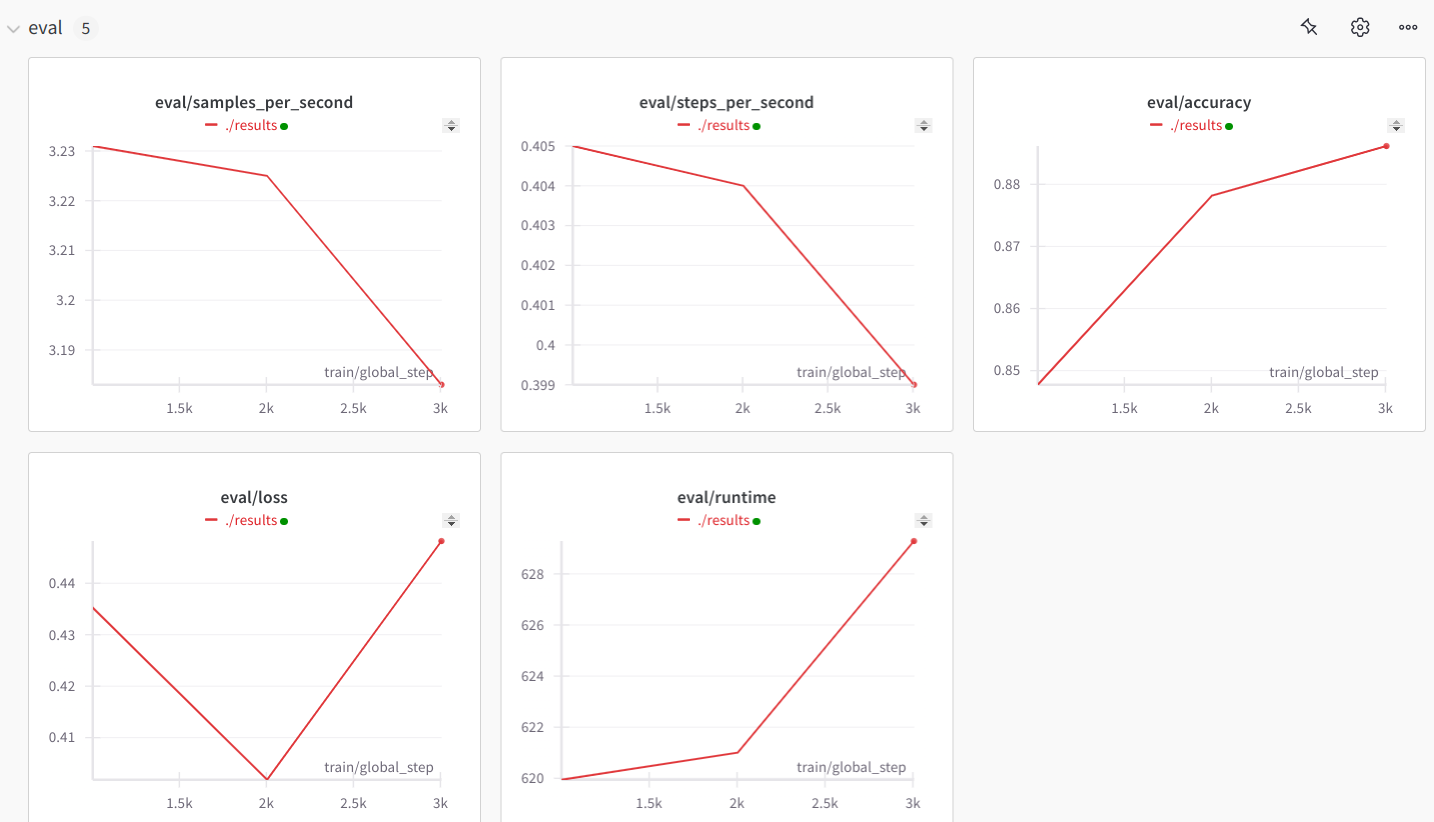 eval 5
eval/samples_per_second
./results
3.23
3.22
3.21
3.2
3.19
train/global_step
1.5k 2k 2.5k 3k
eval/steps_per_second
./results
0.405
0.404
0.403
0.402
0.401
0.4
0.399
train/global_step
1.5k 2k 2.5k 3k
eval/accuracy
./results
0.88
0.87
0.86
0.85
train/global_step
1.5k 2k 2.5k 3k
eval/loss
./results
0.44
0.43
0.42
0.41
train/global_step
1.5k 2k 2.5k 3k
eval/runtime
./results
628
626
624
622
620
train/global_step
1.5k 2k 2.5k 3k